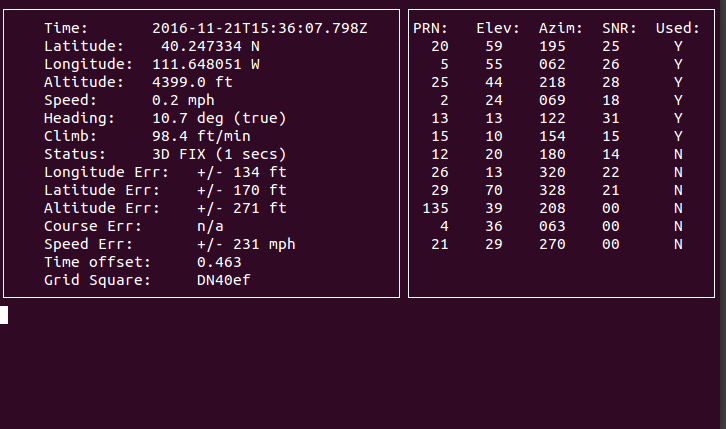 Time: 2016-11-21T15:36:07.798Z
Latitude: 40.247334 N
Longitude: 111.648051 W
Altitude: 4399.0 ft
Speed: 0.2 mph
Heading: 10.7 deg (true)
Climb: 98.4 ft/min
Status: 3D FIX (1 secs)
Longitude Err: +/- 134 ft
Latitude Err: +/- 170 ft
Altitude Err: +/- 271 ft
Course Err: n/a
Speed Err: +/- 231 mph
Time offset: 0.463
Grid Square: DN40ef
PRN: Elev: Azim: SNR: Used:
20 59 195 25 Y
5 55 062 26 Y
25 44 218 28 Y
2 24 069 18 Y
13 13 122 31 Y
15 10 154 15 Y
12 20 180 14 N
26 13 320 22 N
29 70 328 21 N
135 39 208 00 N
4 36 063 00 N
21 29 270 00 N